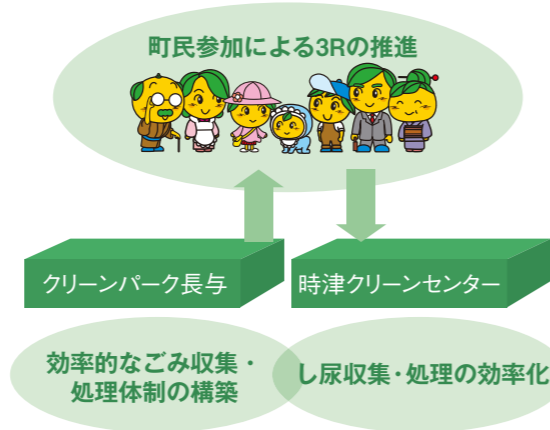 町民参加による3Rの推進
クリーンパーク長与
時津クリーンセンター
効率的なごみ収集・
処理体制の構築
し尿収集・処理の効率化